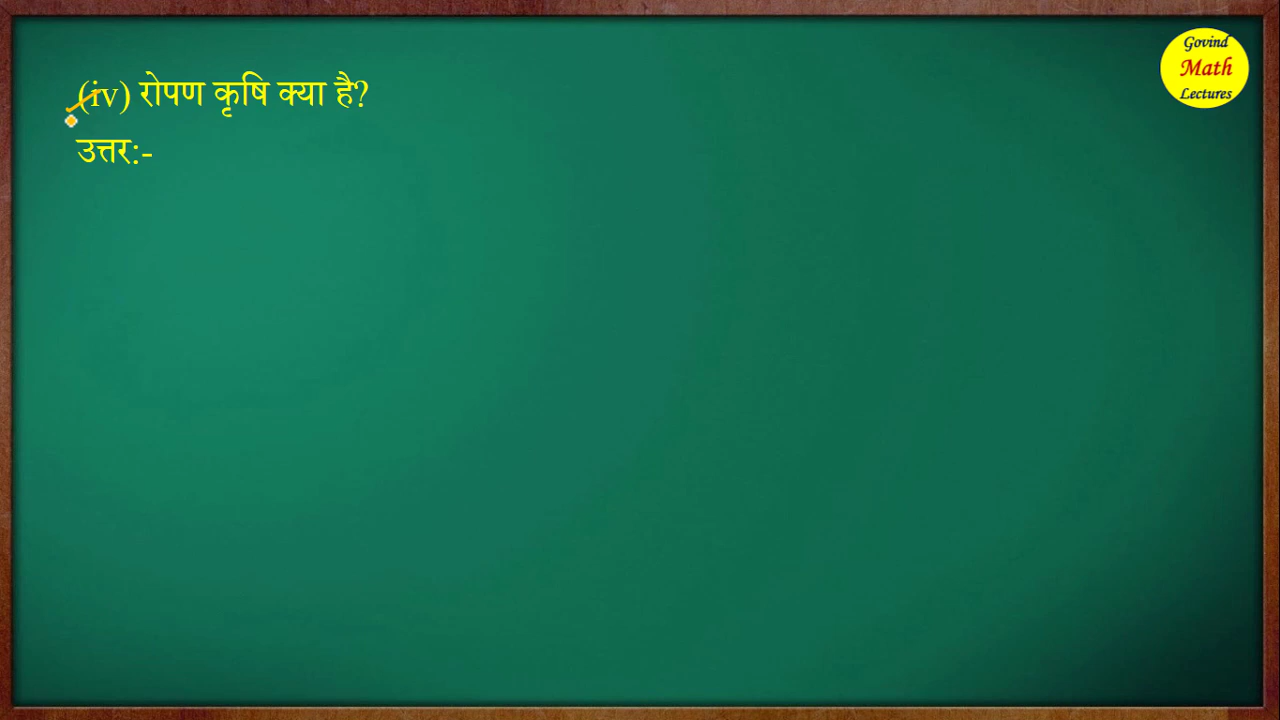 (iv) रोपण कृषि क्या है?
उत्तर:-
Govind
Math
Lectures